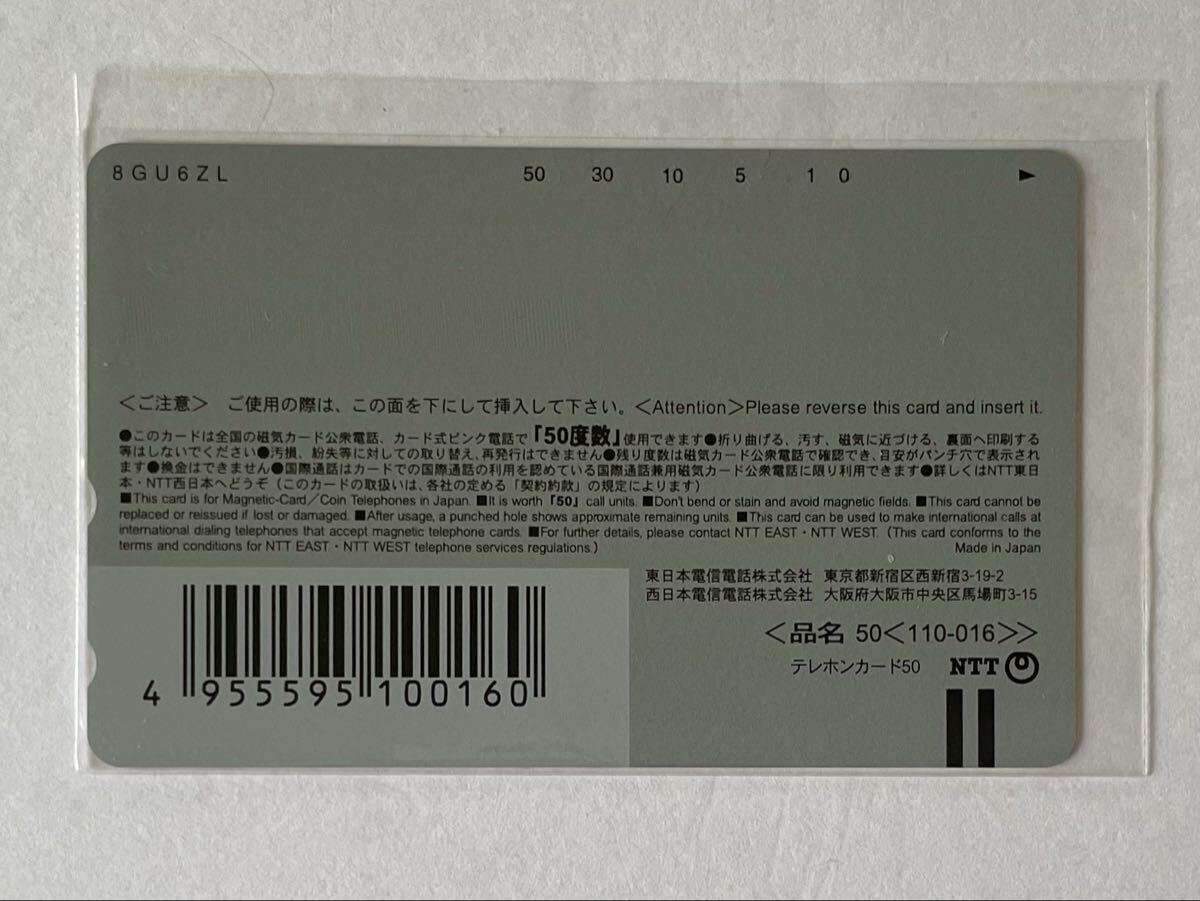 8GU6ZL 50 30 10 5 1 0 ►
＜ご注意＞ ご使用の際は、この面を下にして挿入して下さい。＜Attention＞Please reverse this card and insert it.
●このカードは全国の磁気カード公衆電話、カード式ピンク電話で「50度数」使用できます●折り曲げる、汚す、磁気に近づける、裏面へ印刷する
等はしないでください●汚損、紛失等に対しての取り替え、再発行はできません●残り度数は磁気カード公衆電話で確認でき、目安がパンチ穴で表示され
ます●換金はできません●国際通話はカードでの国際通話の利用を認めている国際通話兼用磁気カード公衆電話に限り利用できます●詳しくはNTT東日
本・NTT西日本へどうぞ（このカードの取扱いは、各社の定める「契約約款」の規定によります）
■This card is for Magnetic-Card／Coin Telephones in Japan. ■It is worth「50」call units. ■Don't bend or stain and avoid magnetic fields. ■This card cannot be
replaced or reissued if lost or damaged. ■After usage, a punched hole shows approximate remaining units. ■This card can be used to make international calls at
international dialing telephones that accept magnetic telephone cards. ■For further details, please contact NTT EAST・NTT WEST.（This card conforms to the
terms and conditions for NTT EAST・NTT WEST telephone services regulations.） Made in Japan
東日本電信電話株式会社 東京都新宿区西新宿3-19-2
西日本電信電話株式会社 大阪府大阪市中央区馬場町3-15
＜品名 50＜110-016＞＞
テレホンカード50 NTT
4 955595 100160